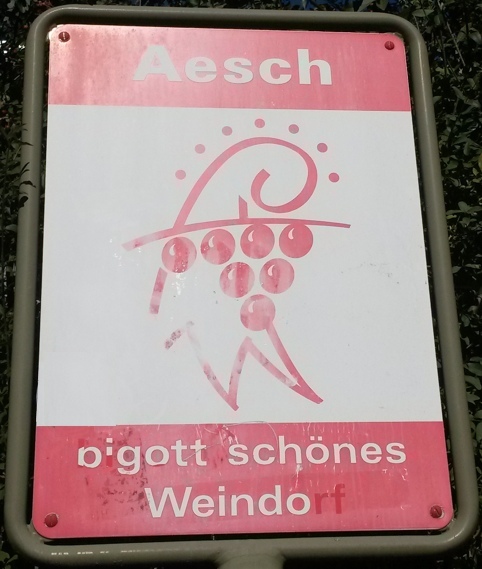 Aesch
bigott schönes
Weindorf